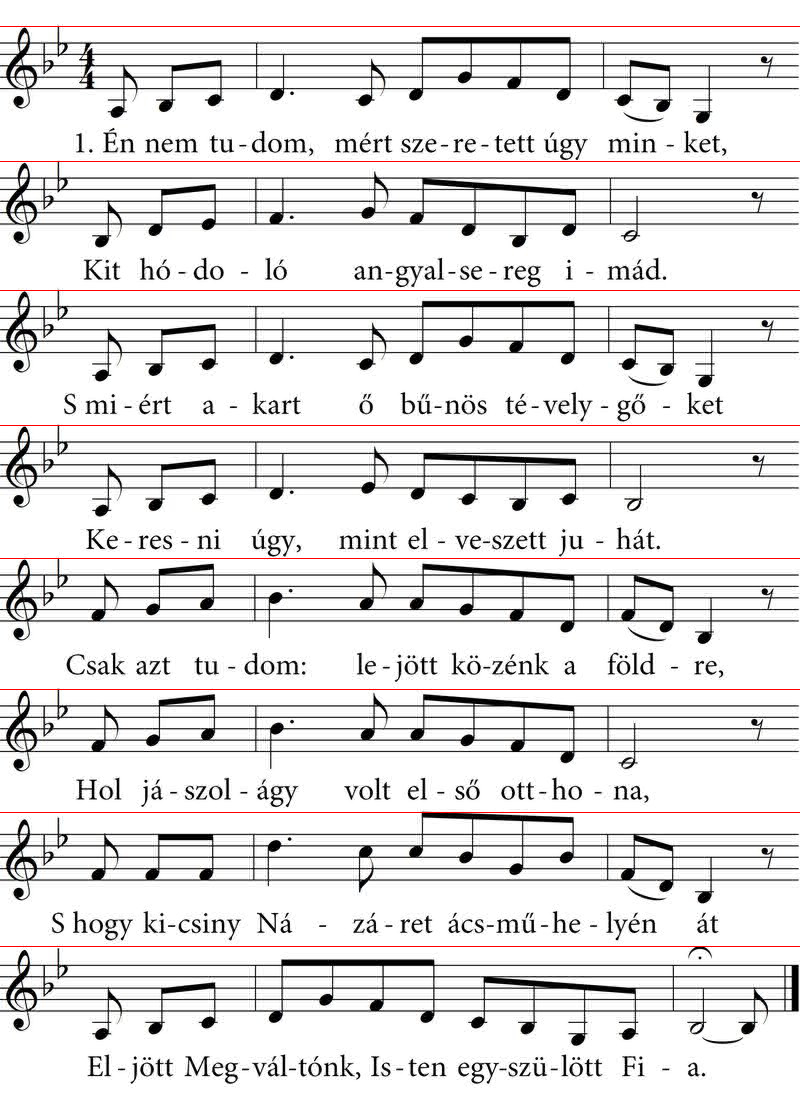 1. Én nem tu-dom, mért sze-re-tett úgy min-ket,
Kit hó-do-ló an-gyal-se-reg i-mád.
S mi-ért a-kart ő bű-nös té-vely-gő-ket
Ke-res-ni úgy, mint el-ve-szett ju-hát.
Csak azt tu-dom: le-jött kö-zénk a föld-re,
Hol já-szol-ágy volt el-ső ott-ho-na,
S hogy ki-csiny Ná-zá-ret ács-mű-he-lyén át
El-jött Meg-vál-tónk, Is-ten egy-szü-lött Fi-a.